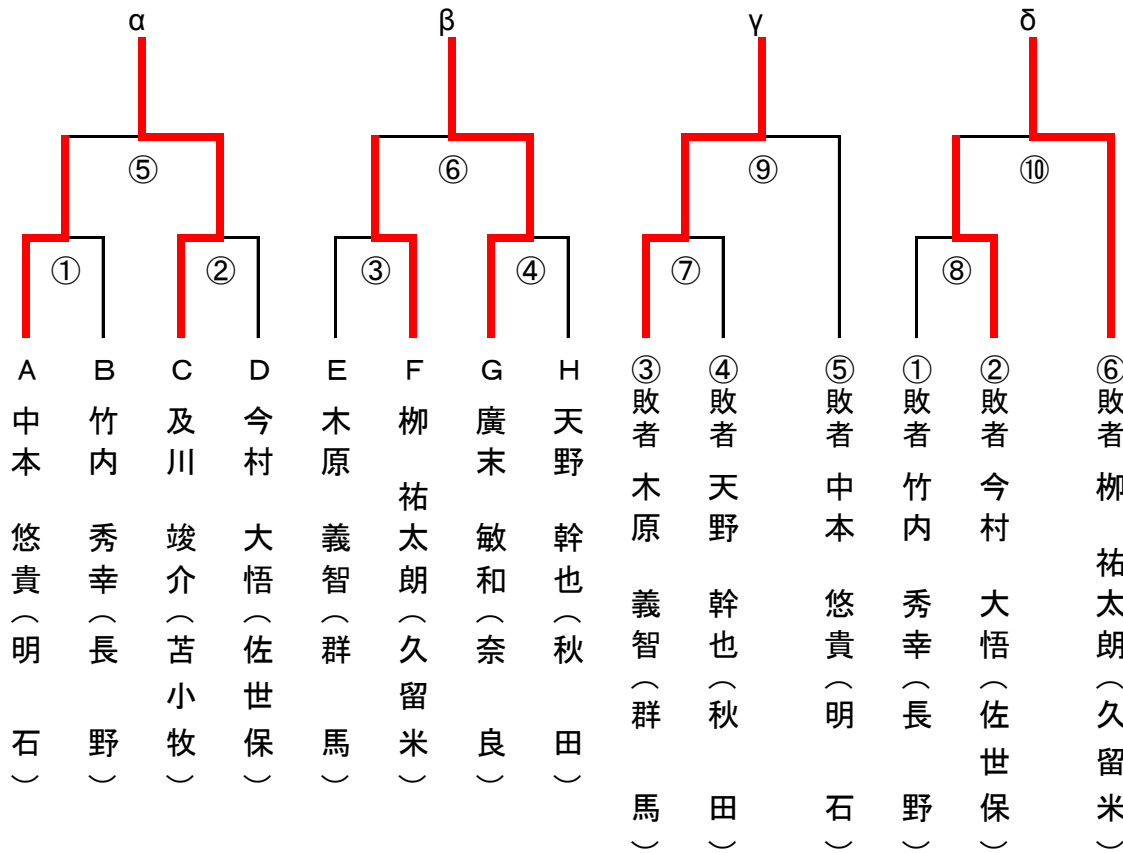 α
β
γ
δ
⑤
⑥
⑨
⑩
①
②
③
④
⑦
⑧
A
中本 悠貴(明石)
B
竹内 秀幸(長野)
C
及川 竣介(苫小牧)
D
今村 大悟(佐世保)
E
木原 義智(群馬)
F
栁 祐太朗(久留米)
G
廣末 敏和(奈良)
H
天野 幹也(秋田)
③敗者
木原 義智(群馬)
④敗者
天野 幹也(秋田)
⑤敗者
中本 悠貴(明石)
①敗者
竹内 秀幸(長野)
②敗者
今村 大悟(佐世保)
⑥敗者
栁 祐太朗(久留米)